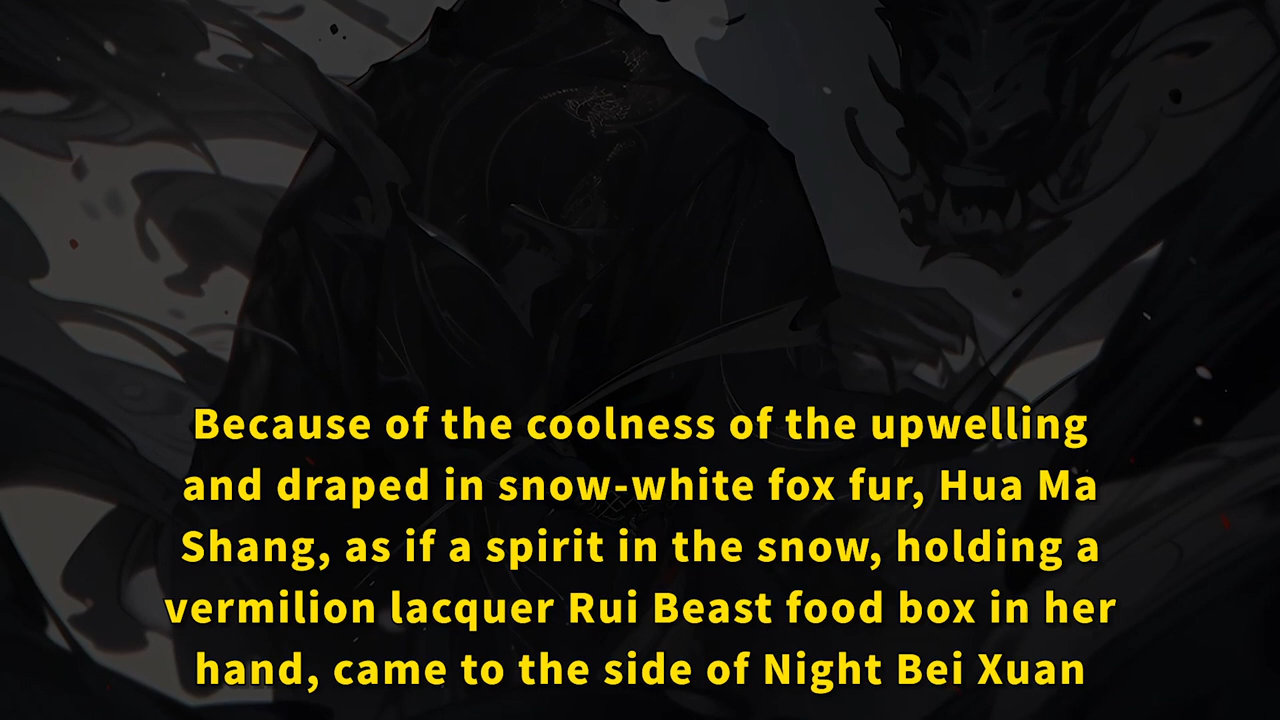 Because of the coolness of the upwelling
and draped in snow-white fox fur, Hua Ma
Shang, as if a spirit in the snow, holding a
vermilion lacquer Rui Beast food box in her
hand, came to the side of Night Bei Xuan